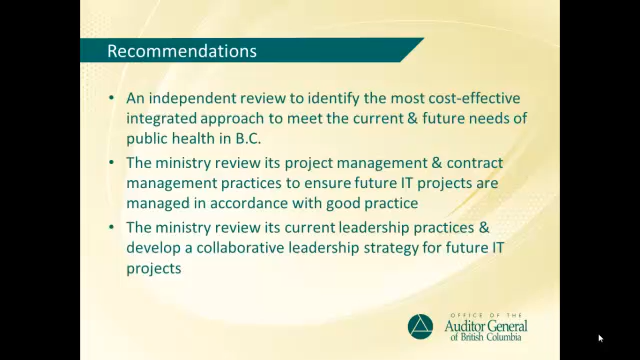 Recommendations
• An independent review to identify the most cost-effective
integrated approach to meet the current & future needs of
public health in B.C.
• The ministry review its project management & contract
management practices to ensure future IT projects are
managed in accordance with good practice
• The ministry review its current leadership practices &
develop a collaborative leadership strategy for future IT
projects
OFFICE OF THE
Auditor General
of British Columbia